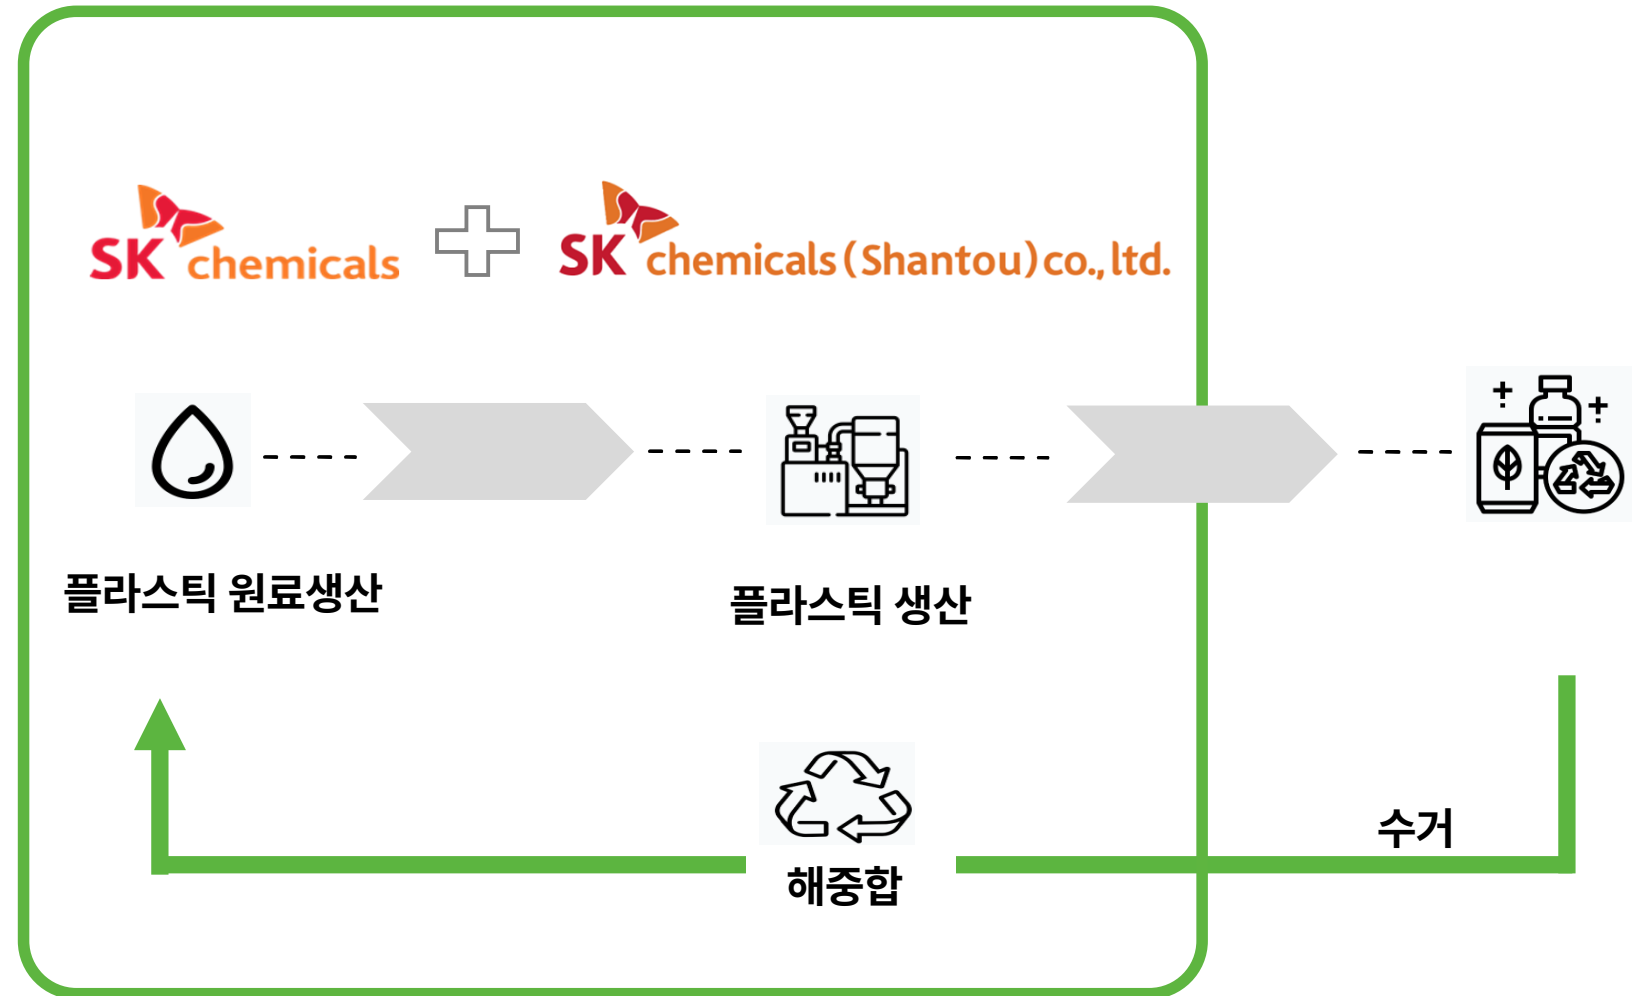 SK chemicals
SK chemicals (Shantou) co., ltd.
플라스틱 원료생산
플라스틱 생산
수거
해중합